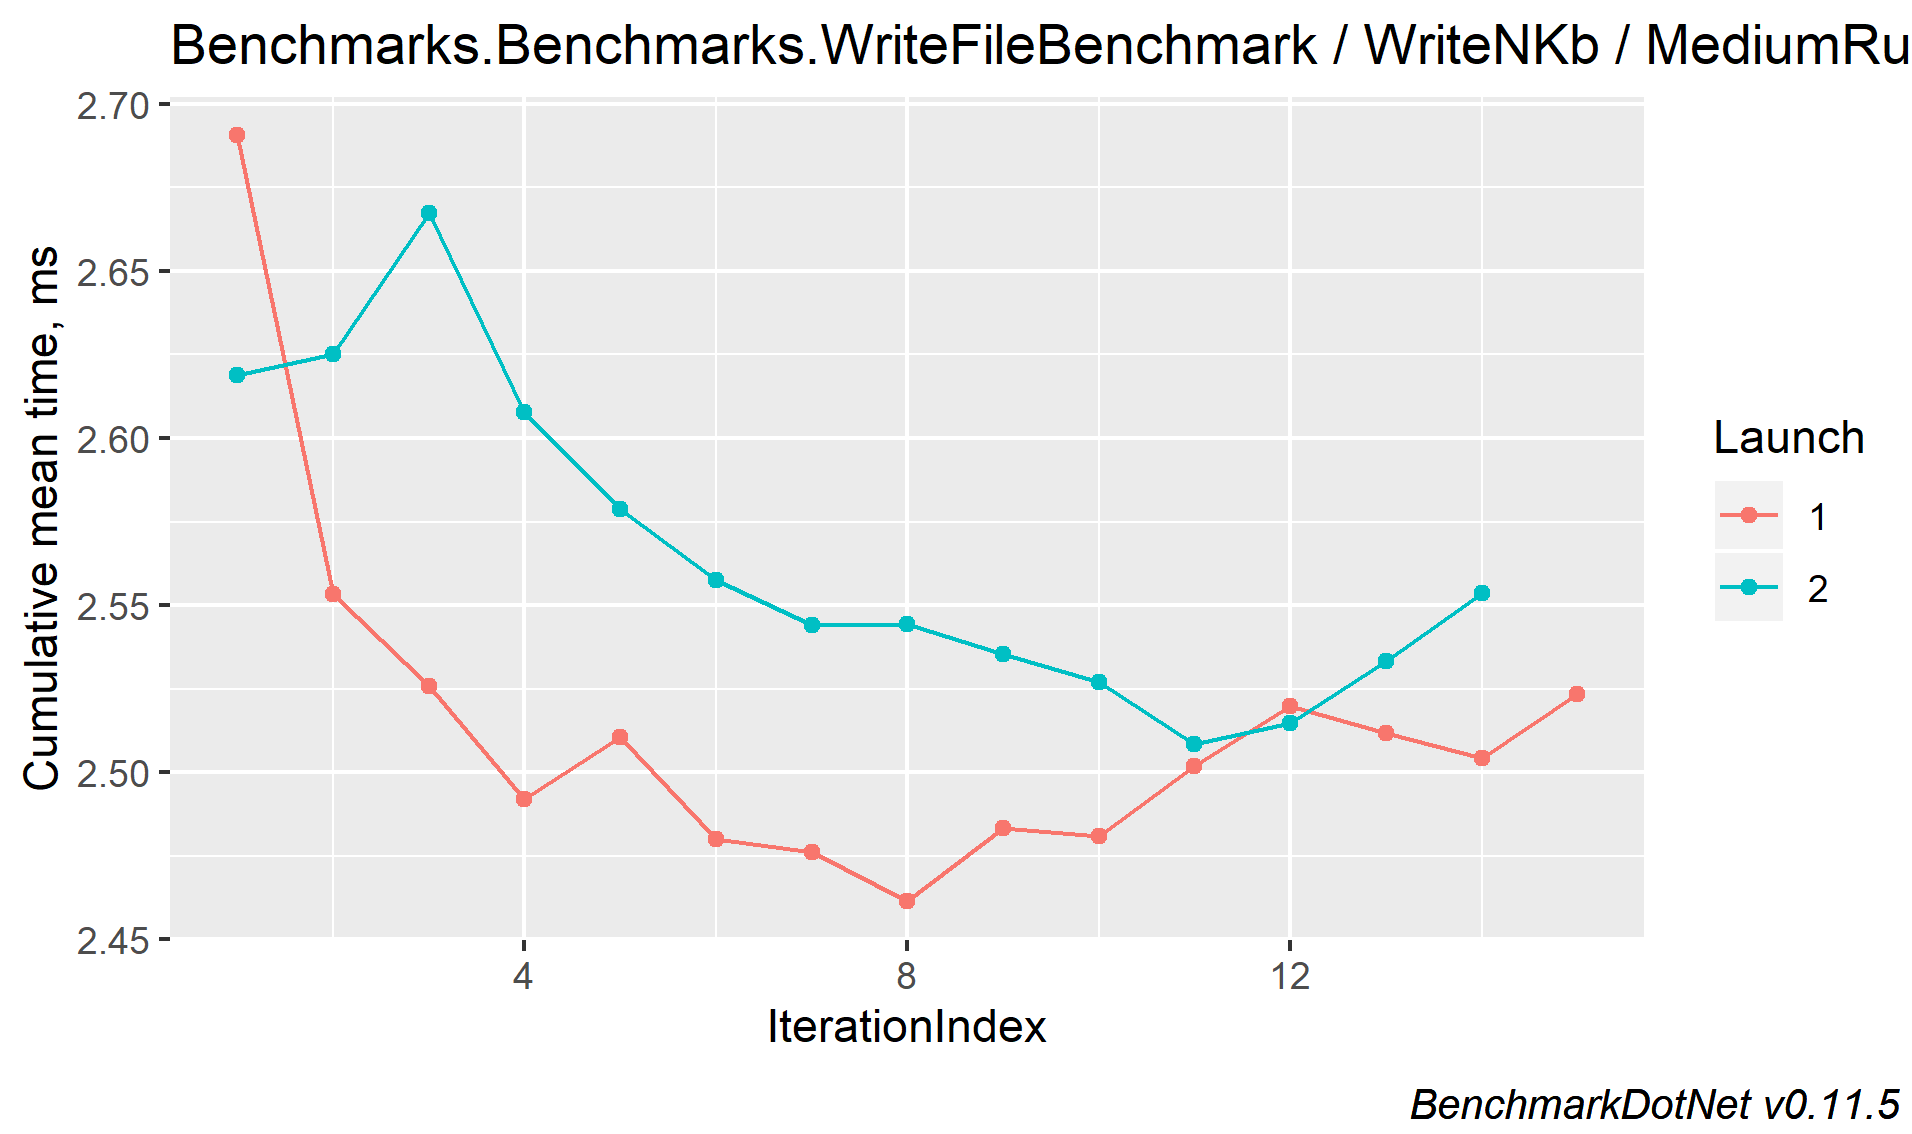 Benchmarks.Benchmarks.WriteFileBenchmark / WriteNKb / MediumRu
Cumulative mean time, ms
2.70
2.65
2.60
2.55
2.50
2.45
4
8
12
IterationIndex
Launch
1
2
BenchmarkDotNet v0.11.5